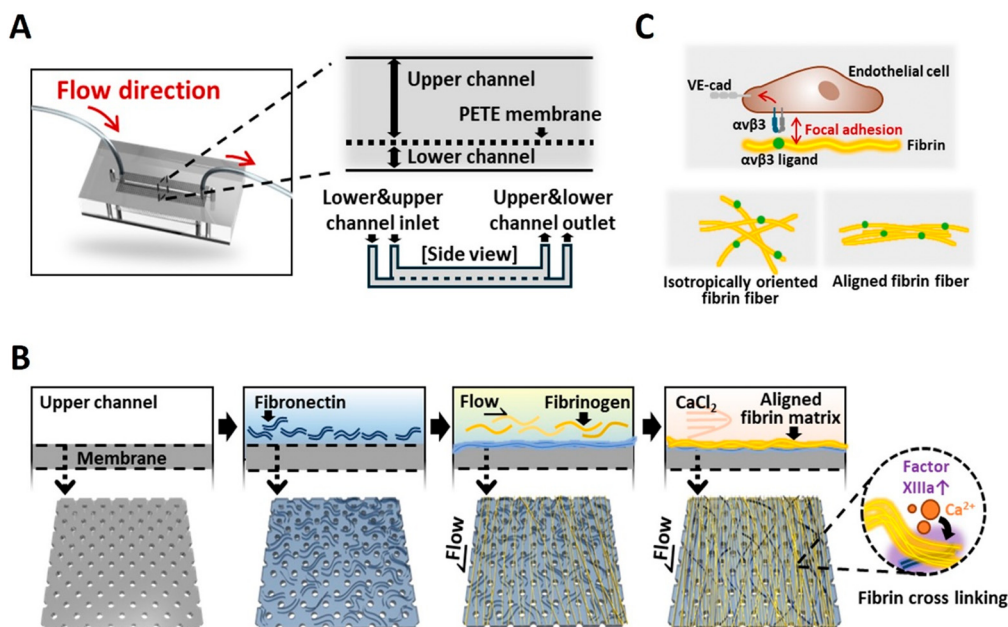 A
Flow direction
Upper channel
PETE membrane
Lower channel
Lower&upper
channel inlet
Upper&lower
channel outlet
[Side view]
C
VE-cad
Endothelial cell
αvβ3
Focal adhesion
Fibrin
αvβ3 ligand
Isotropically oriented
fibrin fiber
Aligned fibrin fiber
B
Upper channel
Membrane
Fibronectin
Flow
Fibrinogen
CaCl₂
Aligned
fibrin matrix
Flow
Flow
Factor
XIIIa↑
Ca²⁺
Fibrin cross linking